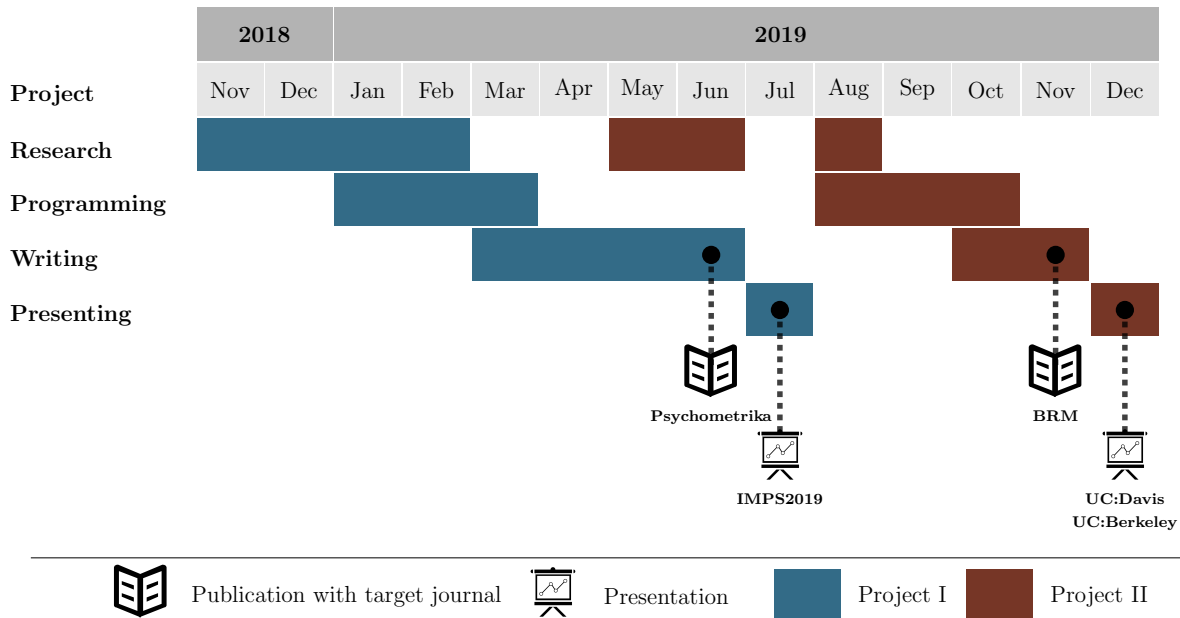 2018 2019
Project Nov Dec Jan Feb Mar Apr May Jun Jul Aug Sep Oct Nov Dec
Research
Programming
Writing
Presenting
Psychometrika BRM
IMPS2019 UC:Davis
UC:Berkeley
Publication with target journal Presentation Project I Project II